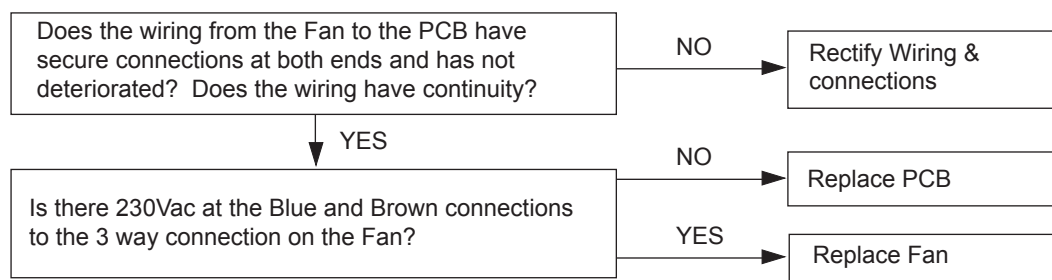 Does the wiring from the Fan to the PCB have
secure connections at both ends and has not
deteriorated? Does the wiring have continuity?
NO
Rectify Wiring &
connections
YES
Is there 230Vac at the Blue and Brown connections
to the 3 way connection on the Fan?
NO
Replace PCB
YES
Replace Fan